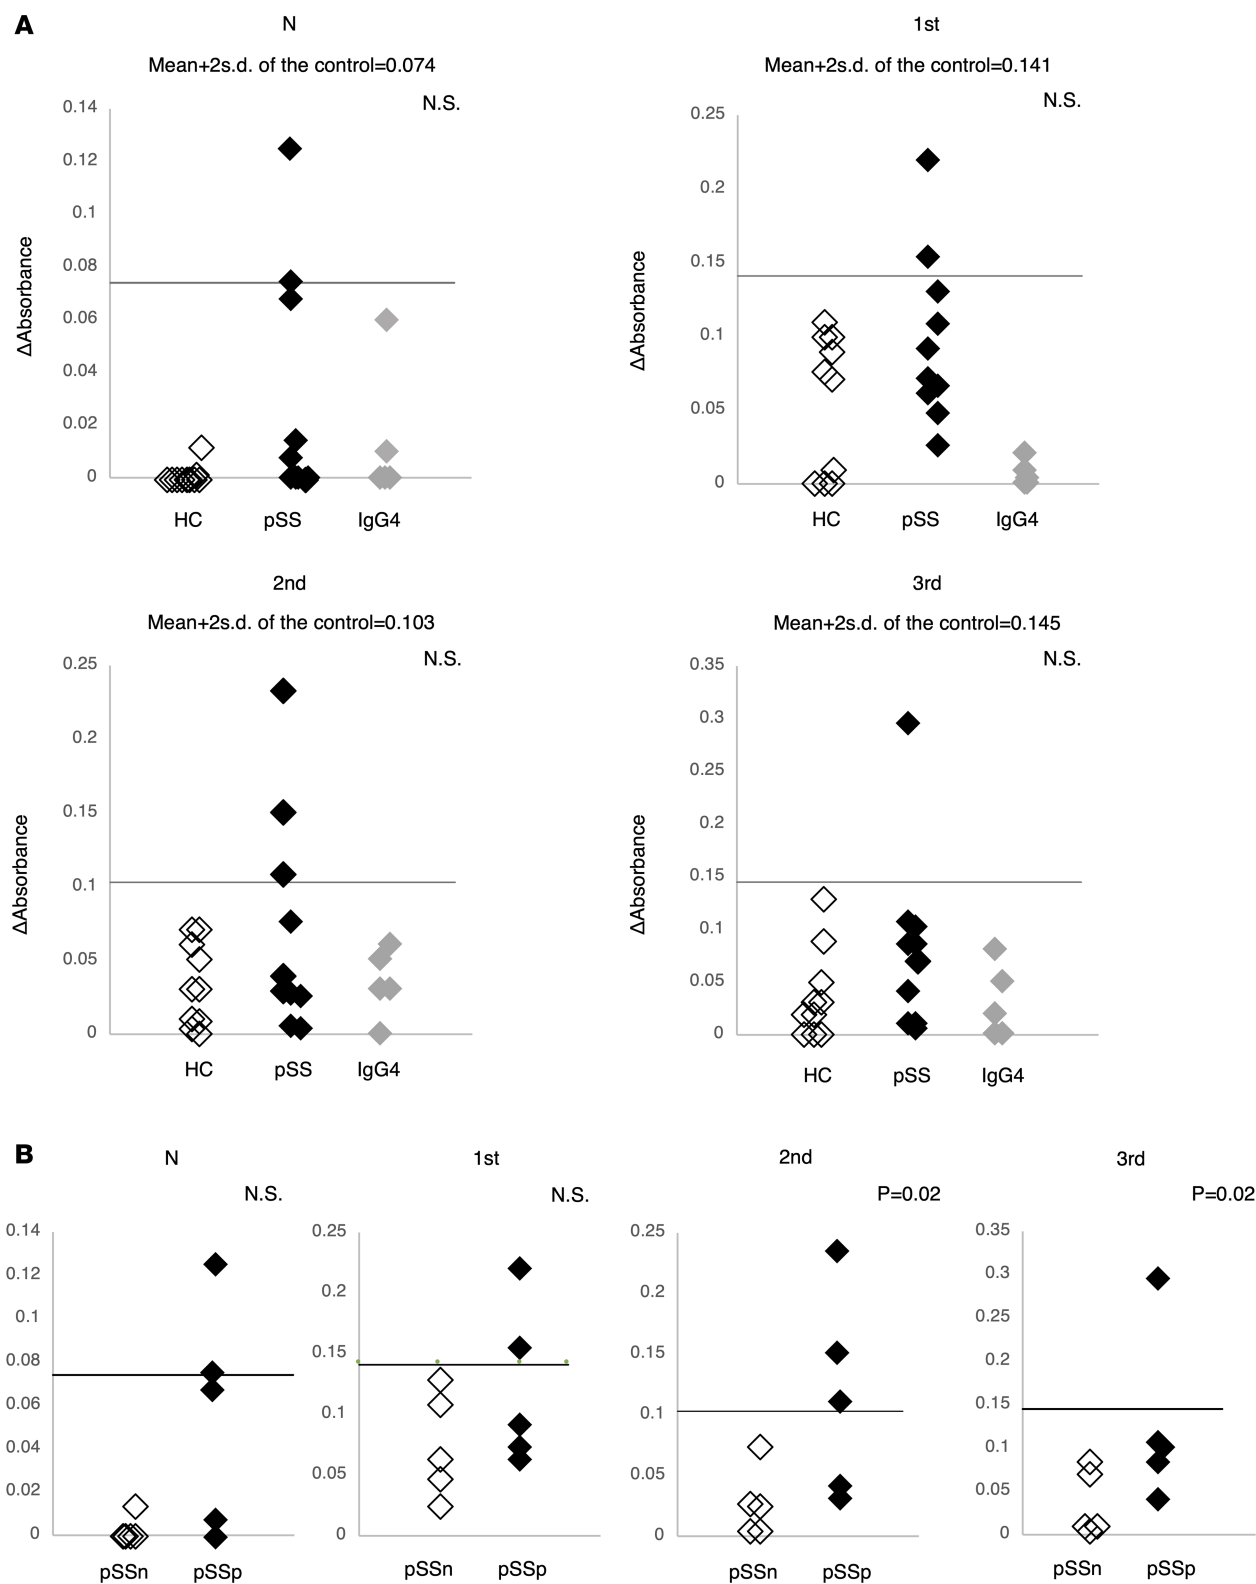 A
N
Mean+2s.d. of the control=0.074
N.S.
0.14
0.12
0.1
0.08
0.06
0.04
0.02
0
ΔAbsorbance
HC pSS IgG4
1st
Mean+2s.d. of the control=0.141
N.S.
0.25
0.2
0.15
0.1
0.05
0
ΔAbsorbance
HC pSS IgG4
2nd
Mean+2s.d. of the control=0.103
N.S.
0.25
0.2
0.15
0.1
0.05
0
ΔAbsorbance
HC pSS IgG4
3rd
Mean+2s.d. of the control=0.145
N.S.
0.35
0.3
0.25
0.2
0.15
0.1
0.05
0
ΔAbsorbance
HC pSS IgG4
B
N
N.S.
0.14
0.12
0.1
0.08
0.06
0.04
0.02
0
pSSn pSSp
1st
N.S.
0.25
0.2
0.15
0.1
0.05
0
pSSn pSSp
2nd
P=0.02
0.25
0.2
0.15
0.1
0.05
0
pSSn pSSp
3rd
P=0.02
0.35
0.3
0.25
0.2
0.15
0.1
0.05
0
pSSn pSSp